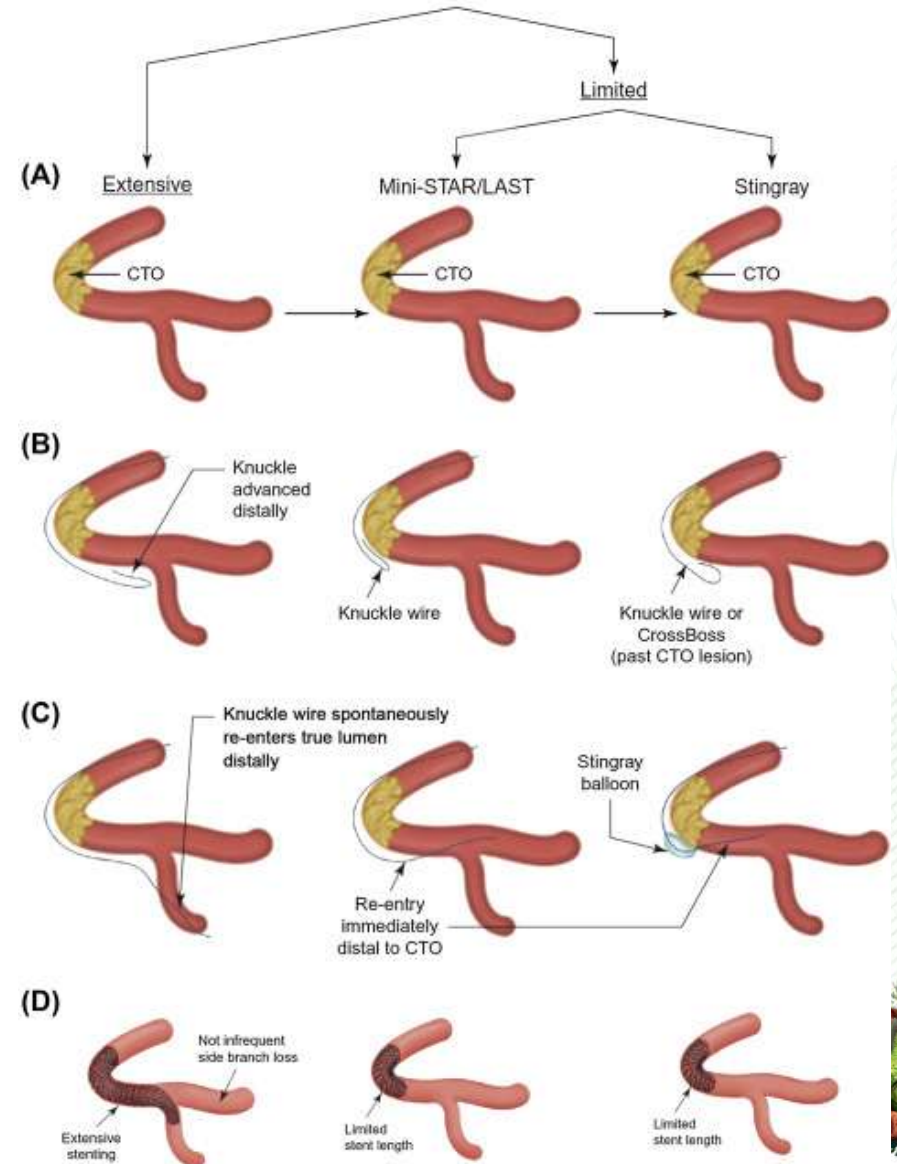 Limited
(A)
Extensive
Mini-STAR/LAST
Stingray
CTO
CTO
CTO
(B)
Knuckle
advanced
distally
Knuckle wire
Knuckle wire or
CrossBoss
(past CTO lesion)
(C)
Knuckle wire spontaneously
re-enters true lumen
distally
Stingray
balloon
Re-entry
immediately
distal to CTO
(D)
Not infrequent
side branch loss
Extensive
stenting
Limited
stent length
Limited
stent length